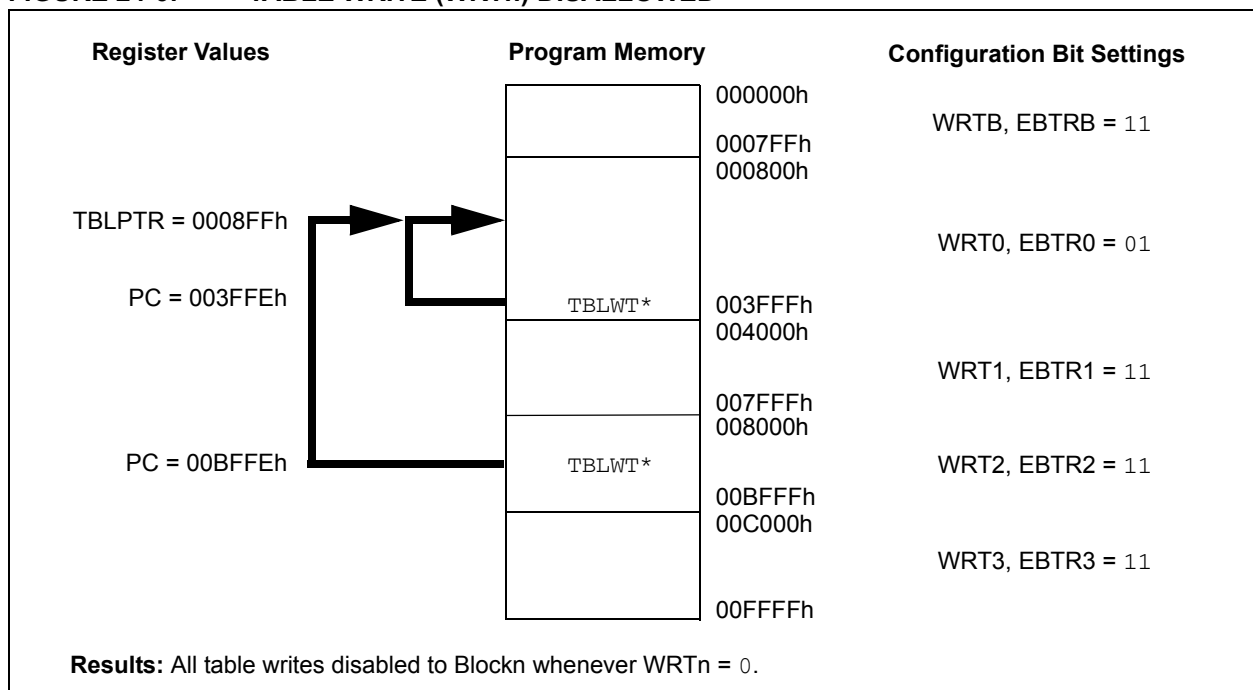 Register Values Program Memory Configuration Bit Settings
000000h
WRTB, EBTRB = 11
0007FFh
000800h
TBLPTR = 0008FFh
WRT0, EBTR0 = 01
PC = 003FFEh
TBLWT*
003FFFh
004000h
WRT1, EBTR1 = 11
007FFFh
008000h
PC = 00BFFEh
TBLWT*
WRT2, EBTR2 = 11
00BFFFh
00C000h
WRT3, EBTR3 = 11
00FFFFh
Results: All table writes disabled to Blockn whenever WRTn = 0.